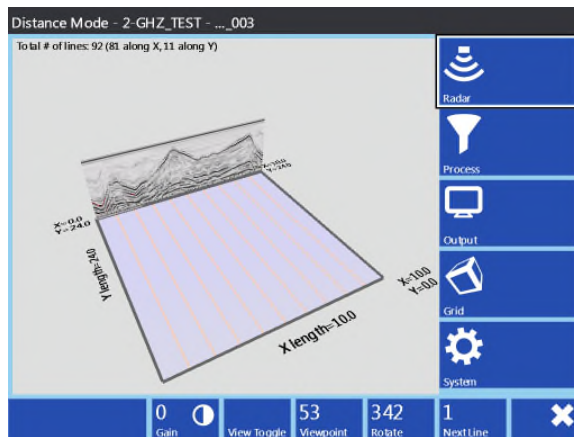 Distance Mode - 2-GHZ_TEST - ..._003
Total # of lines: 92 (81 along X, 11 along Y)
Radar
Process
Output
Grid
System
X=10.0
Y=24.0
X=0.0
Y=24.0
Y length=24.0
X=10.0
Y=0.0
X length=10.0
0
Gain
View Toggle
53
Viewpoint
342
Rotate
1
Next Line